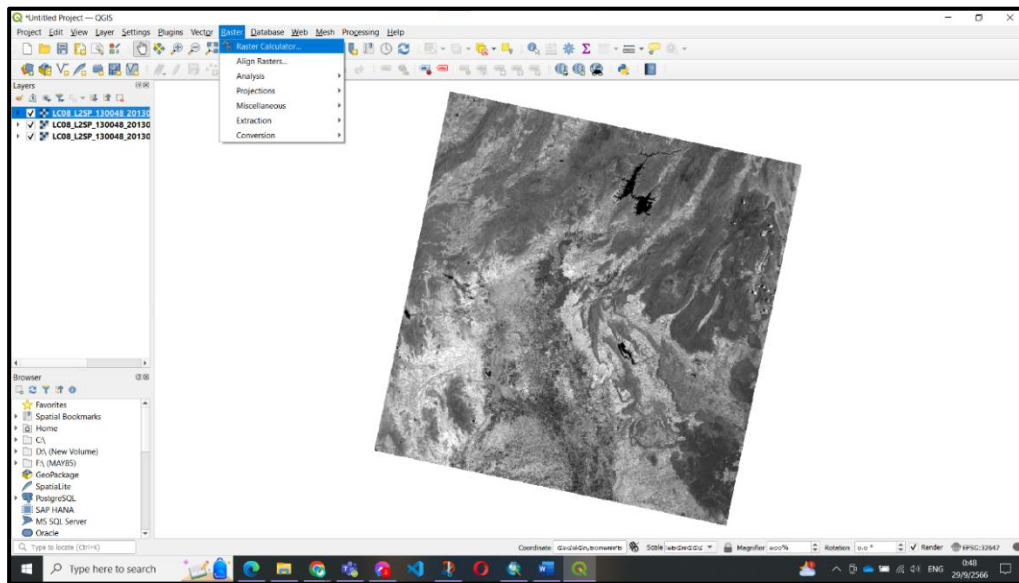 *Untitled Project — QGIS
Project Edit View Layer Settings Plugins Vector Raster Database Web Mesh Processing Help
Raster Calculator...
Align Rasters...
Analysis
Projections
Miscellaneous
Extraction
Conversion
Layers
LC08_L2SP_130048_20130
LC08_L2SP_130048_20130
LC08_L2SP_130048_20130
Browser
Favorites
Spatial Bookmarks
Home
C:\
D:\ (New Volume)
F:\ (MAY85)
GeoPackage
SpatiaLite
PostgreSQL
SAP HANA
MS SQL Server
Oracle
Type to locate (Ctrl+K)
Coordinate
Scale
Magnifier
Rotation
Render
EPSG:32647
Type here to search
ENG
0:48
29/9/2566